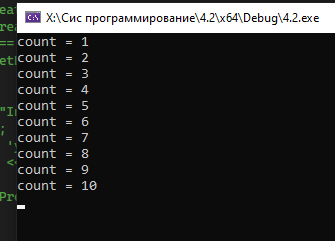 X:\Сис программирование\4.2\x64\Debug\4.2.exe
count = 1
count = 2
count = 3
count = 4
count = 5
count = 6
count = 7
count = 8
count = 9
count = 10